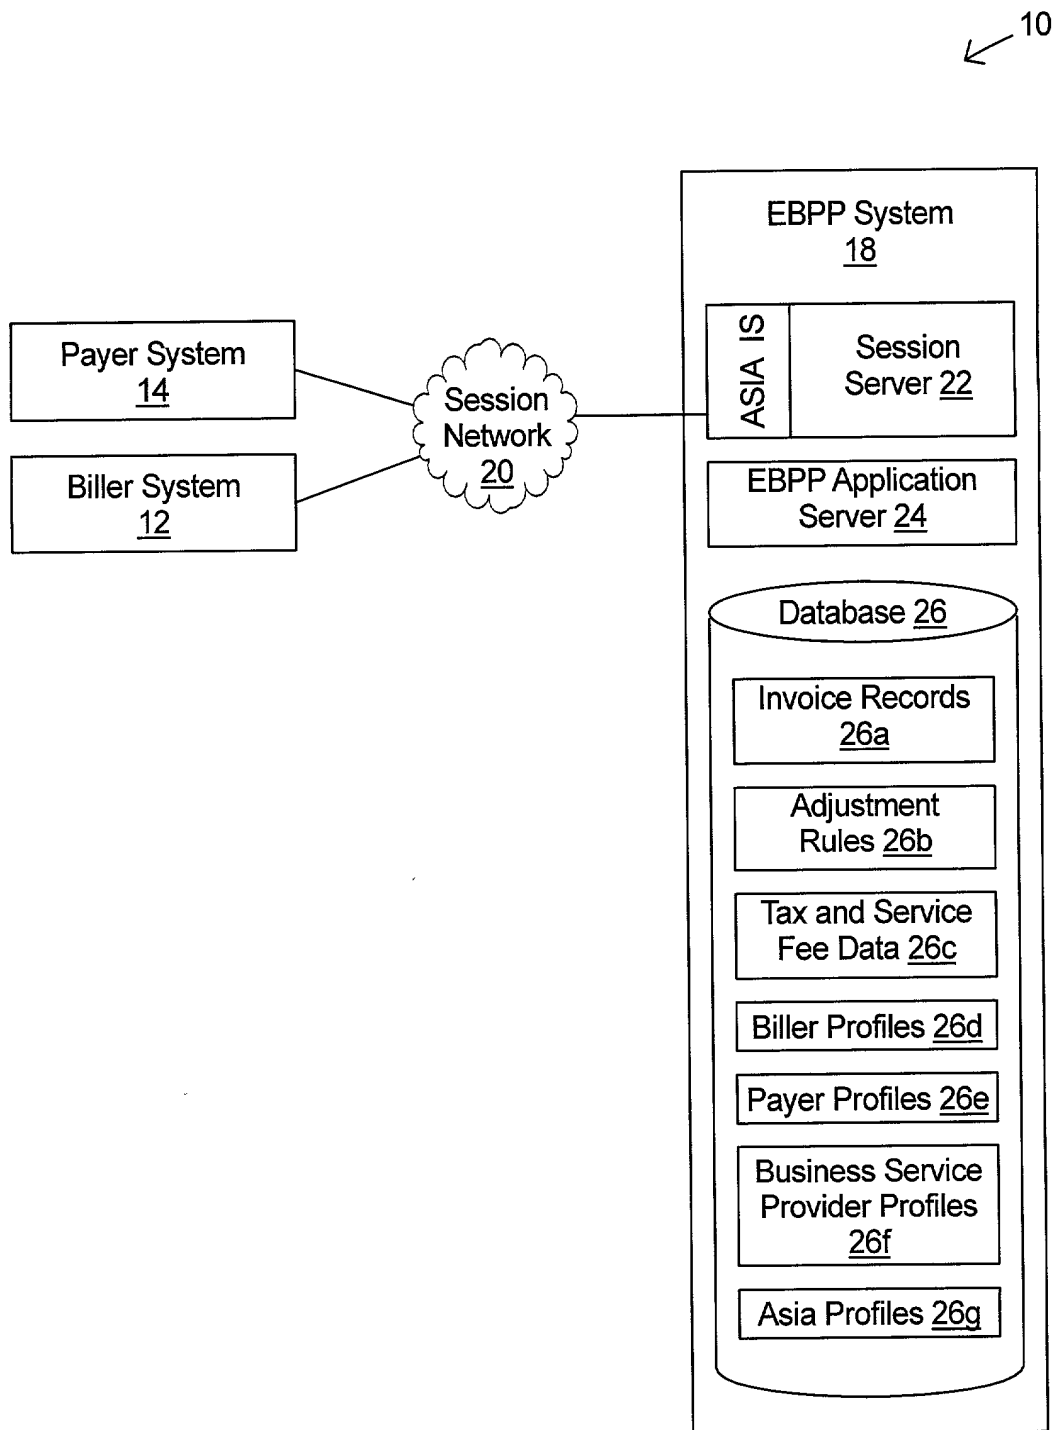 10
EBPP System
18
ASIA IS
Session
Server 22
Payer System
14
Session
Network
20
Biller System
12
EBPP Application
Server 24
Database 26
Invoice Records
26a
Adjustment
Rules 26b
Tax and Service
Fee Data 26c
Biller Profiles 26d
Payer Profiles 26e
Business Service
Provider Profiles
26f
Asia Profiles 26g